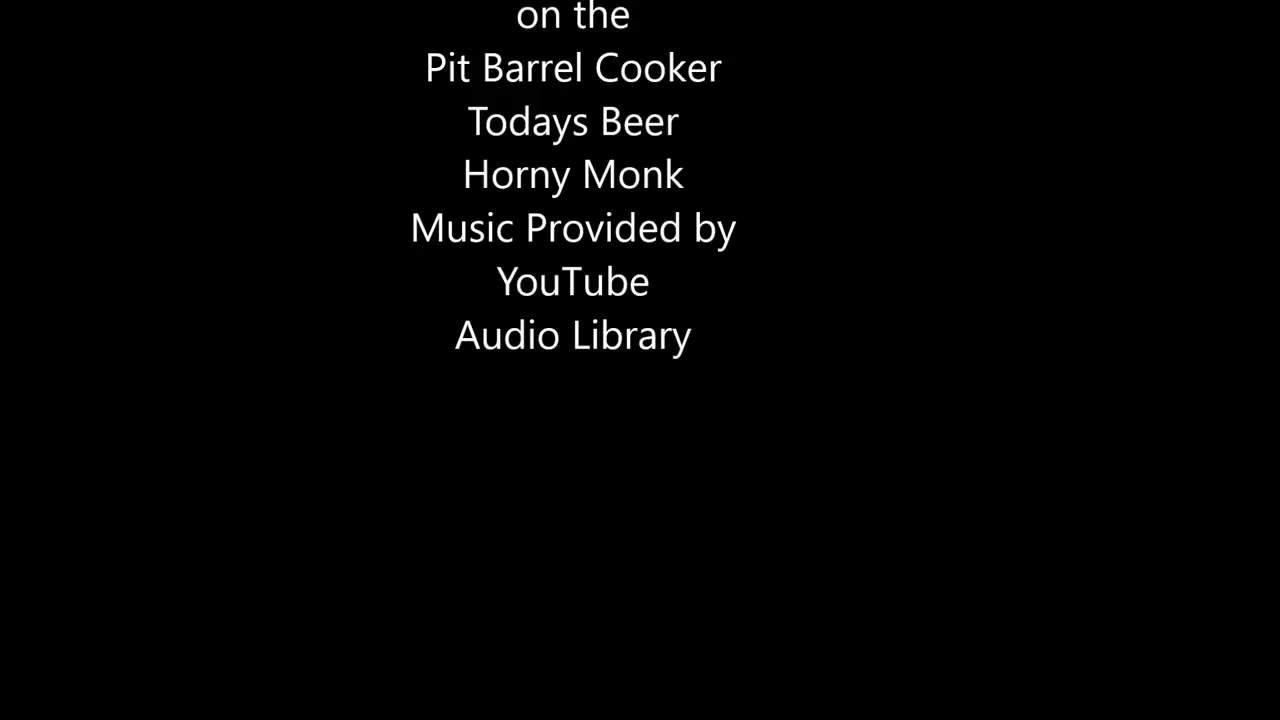 on the
Pit Barrel Cooker
Todays Beer
Horny Monk
Music Provided by
YouTube
Audio Library